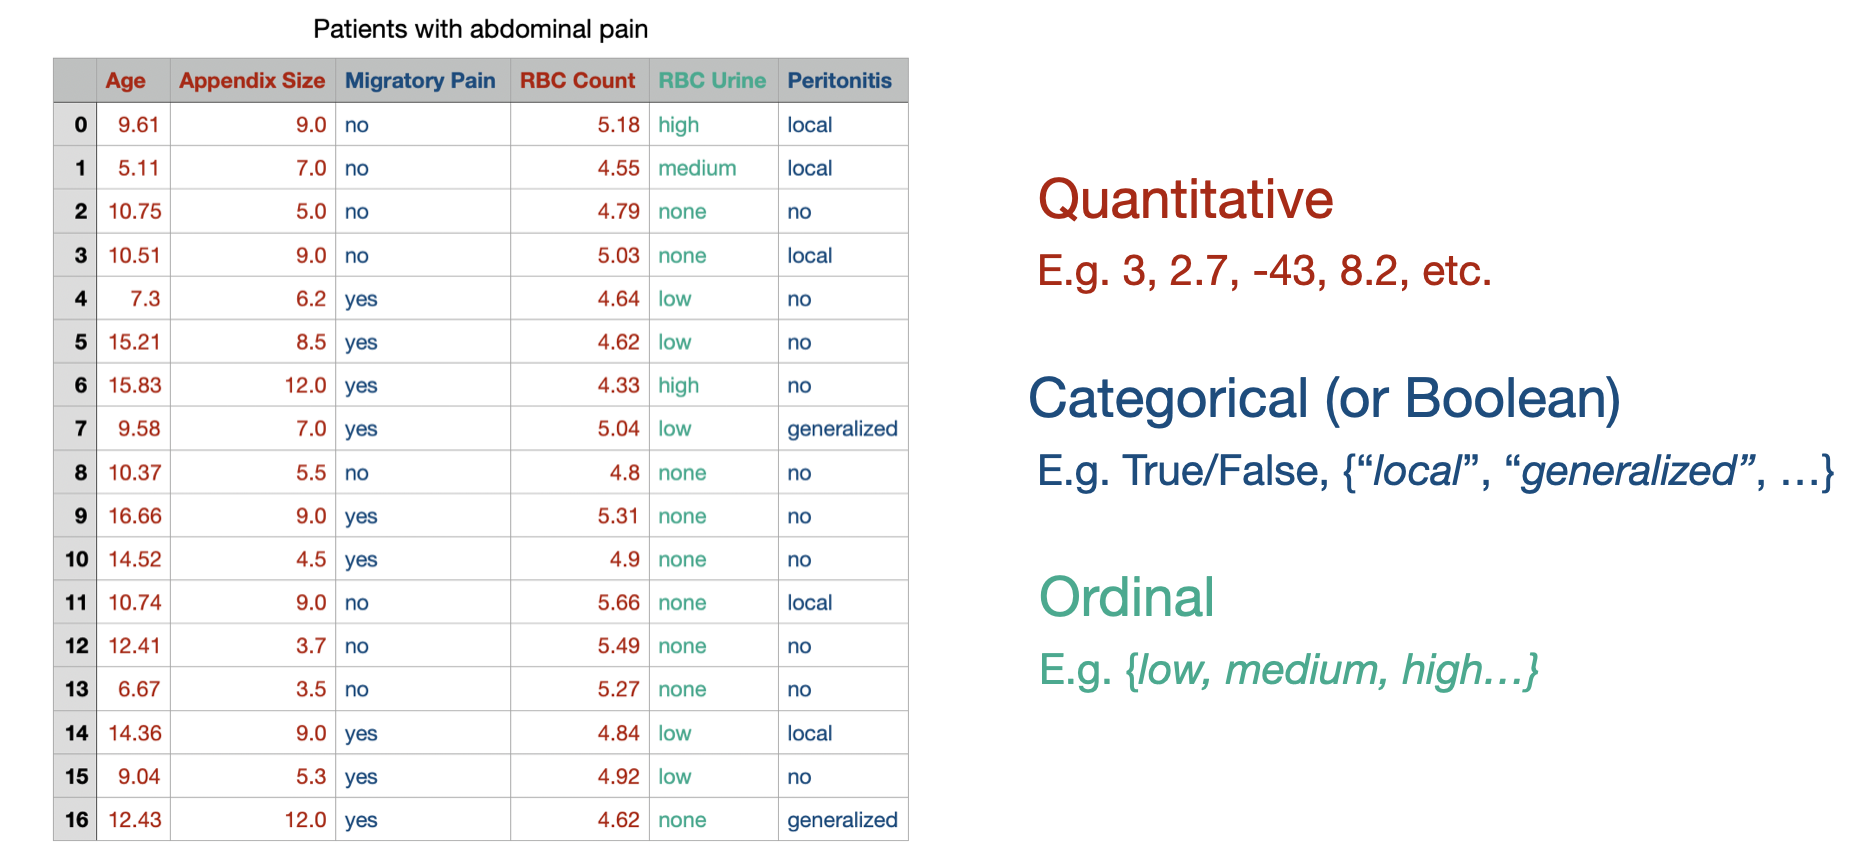 Patients with abdominal pain
Age Appendix Size Migratory Pain RBC Count RBC Urine Peritonitis
0 9.61 9.0 no 5.18 high local
1 5.11 7.0 no 4.55 medium local
2 10.75 5.0 no 4.79 none no
3 10.51 9.0 no 5.03 none local
4 7.3 6.2 yes 4.64 low no
5 15.21 8.5 yes 4.62 low no
6 15.83 12.0 yes 4.33 high no
7 9.58 7.0 yes 5.04 low generalized
8 10.37 5.5 no 4.8 none no
9 16.66 9.0 yes 5.31 none no
10 14.52 4.5 yes 4.9 none no
11 10.74 9.0 no 5.66 none local
12 12.41 3.7 no 5.49 none no
13 6.67 3.5 no 5.27 none no
14 14.36 9.0 yes 4.84 low local
15 9.04 5.3 yes 4.92 low no
16 12.43 12.0 yes 4.62 none generalized
Quantitative
E.g. 3, 2.7, -43, 8.2, etc.
Categorical (or Boolean)
E.g. True/False, {“local”, “generalized”, …}
Ordinal
E.g. {low, medium, high…}